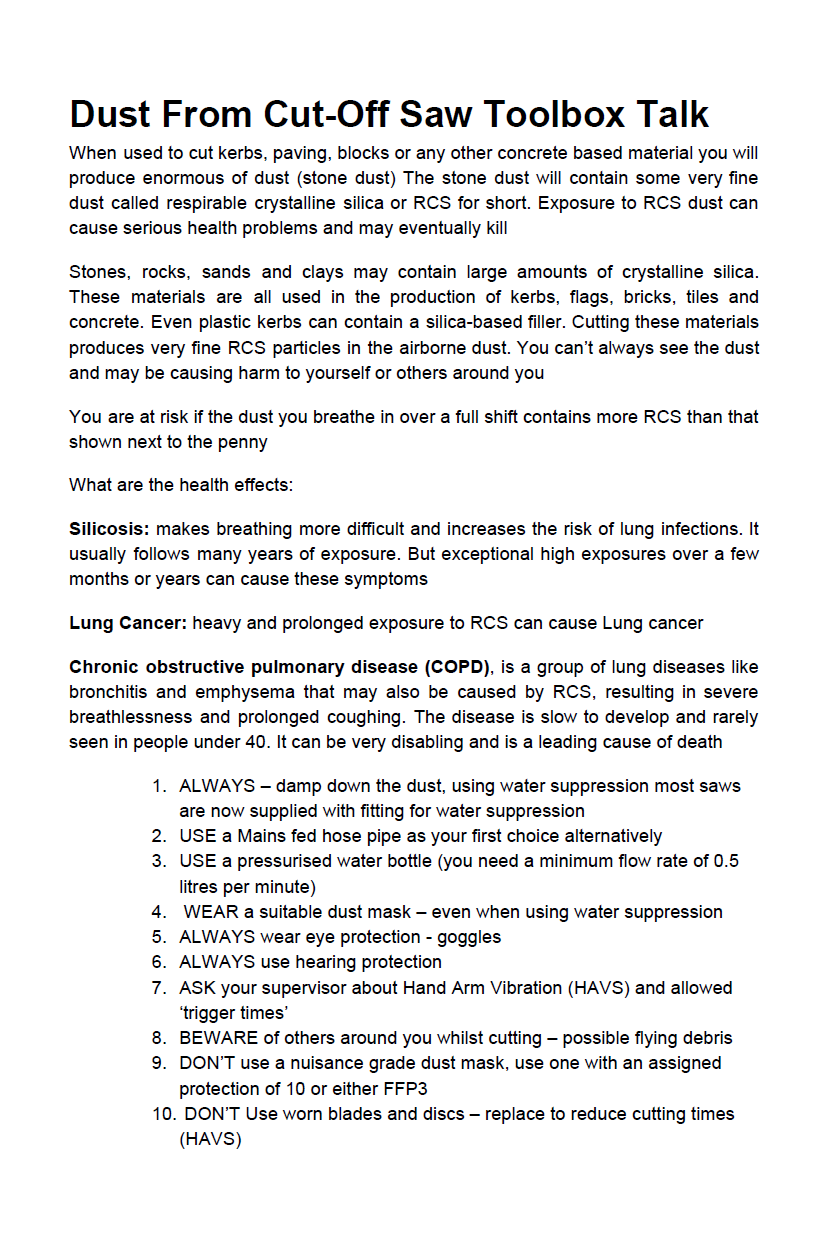 Dust From Cut-Off Saw Toolbox Talk
When used to cut kerbs, paving, blocks or any other concrete based material you will
produce enormous of dust (stone dust) The stone dust will contain some very fine
dust called respirable crystalline silica or RCS for short. Exposure to RCS dust can
cause serious health problems and may eventually kill
Stones, rocks, sands and clays may contain large amounts of crystalline silica.
These materials are all used in the production of kerbs, flags, bricks, tiles and
concrete. Even plastic kerbs can contain a silica-based filler. Cutting these materials
produces very fine RCS particles in the airborne dust. You can’t always see the dust
and may be causing harm to yourself or others around you
You are at risk if the dust you breathe in over a full shift contains more RCS than that
shown next to the penny
What are the health effects:
Silicosis: makes breathing more difficult and increases the risk of lung infections. It
usually follows many years of exposure. But exceptional high exposures over a few
months or years can cause these symptoms
Lung Cancer: heavy and prolonged exposure to RCS can cause Lung cancer
Chronic obstructive pulmonary disease (COPD), is a group of lung diseases like
bronchitis and emphysema that may also be caused by RCS, resulting in severe
breathlessness and prolonged coughing. The disease is slow to develop and rarely
seen in people under 40. It can be very disabling and is a leading cause of death
1. ALWAYS – damp down the dust, using water suppression most saws
are now supplied with fitting for water suppression
2. USE a Mains fed hose pipe as your first choice alternatively
3. USE a pressurised water bottle (you need a minimum flow rate of 0.5
litres per minute)
4. WEAR a suitable dust mask – even when using water suppression
5. ALWAYS wear eye protection - goggles
6. ALWAYS use hearing protection
7. ASK your supervisor about Hand Arm Vibration (HAVS) and allowed
‘trigger times’
8. BEWARE of others around you whilst cutting – possible flying debris
9. DON’T use a nuisance grade dust mask, use one with an assigned
protection of 10 or either FFP3
10. DON’T Use worn blades and discs – replace to reduce cutting times
(HAVS)